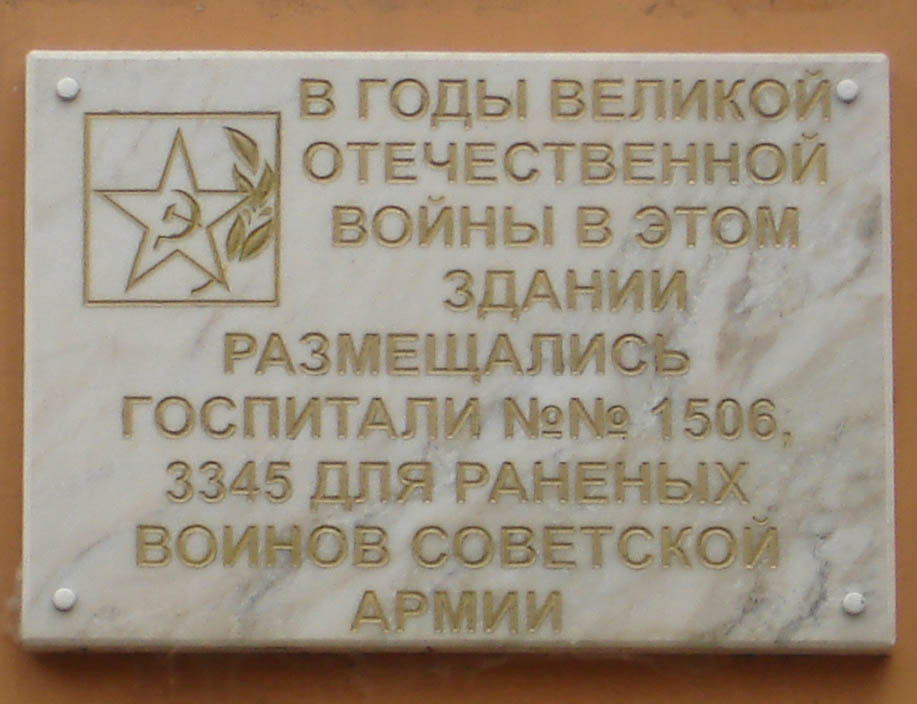 В ГОДЫ ВЕЛИКОЙ
ОТЕЧЕСТВЕННОЙ
ВОЙНЫ В ЭТОМ
ЗДАНИИ
РАЗМЕЩАЛИСЬ
ГОСПИТАЛИ №№ 1506,
3345 ДЛЯ РАНЕНЫХ
ВОИНОВ СОВЕТСКОЙ
АРМИИ